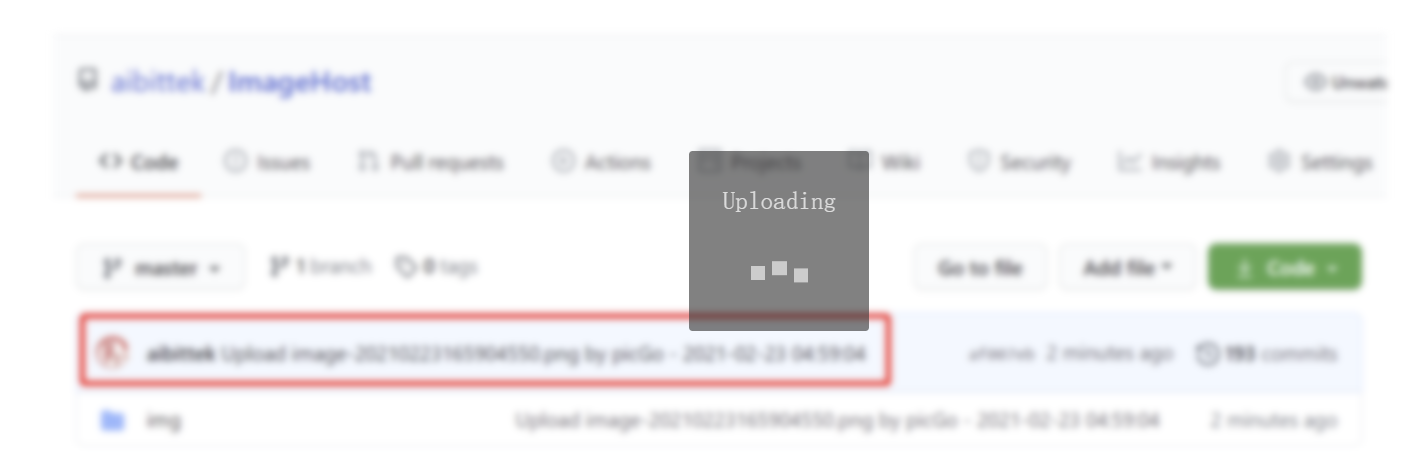 aibittek / ImageHost
Code Issues Pull requests Actions Projects Wiki Security Insights Settings
Uploading
master 1 branch 0 tags Go to file Add file Code
aibittek Upload image-20210223165904550.png by picGo - 2021-02-23 04:59:04 2 minutes ago 193 commits
img Upload image-20210223165904550.png by picGo - 2021-02-23 04:59:04 2 minutes ago